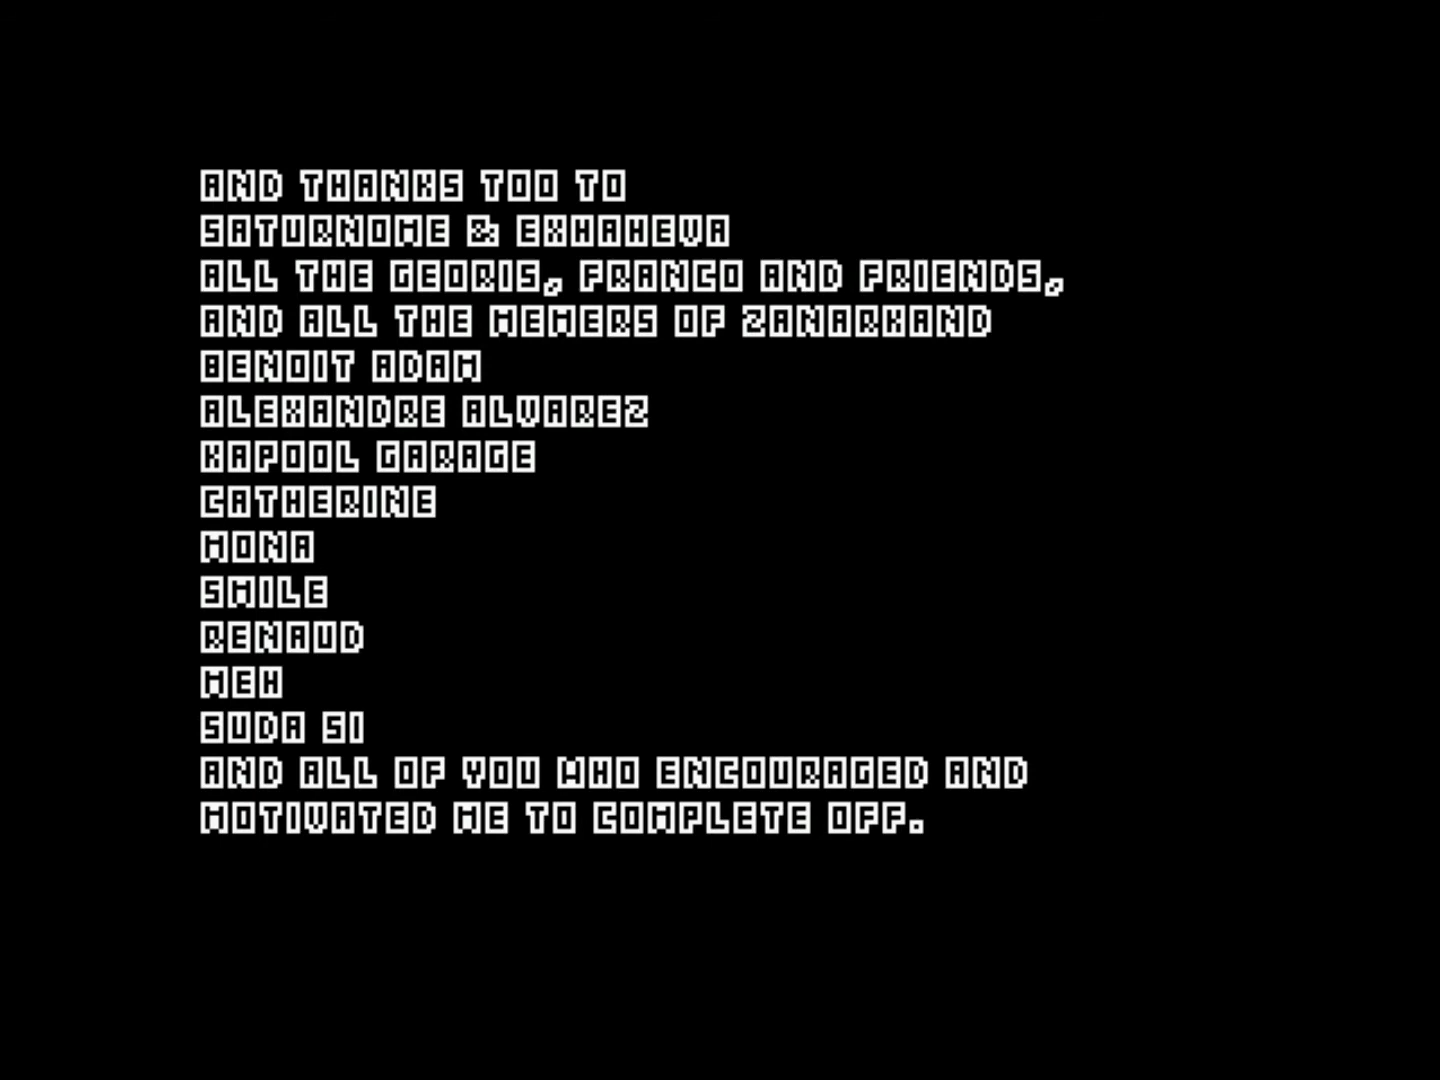 AND THANKS TOO TO
SATURNOME & EXHAHEVA
ALL THE GEORIS, FRANCO AND FRIENDS,
AND ALL THE MEMERS OF ZANARKAND
BENOIT ADAM
ALEXANDRE ALVAREZ
KAPOOL GARAGE
CATHERINE
MONA
SMILE
RENAUD
MEH
SUDA 51
AND ALL OF YOU WHO ENCOURAGED AND
MOTIVATED ME TO COMPLETE OFF.